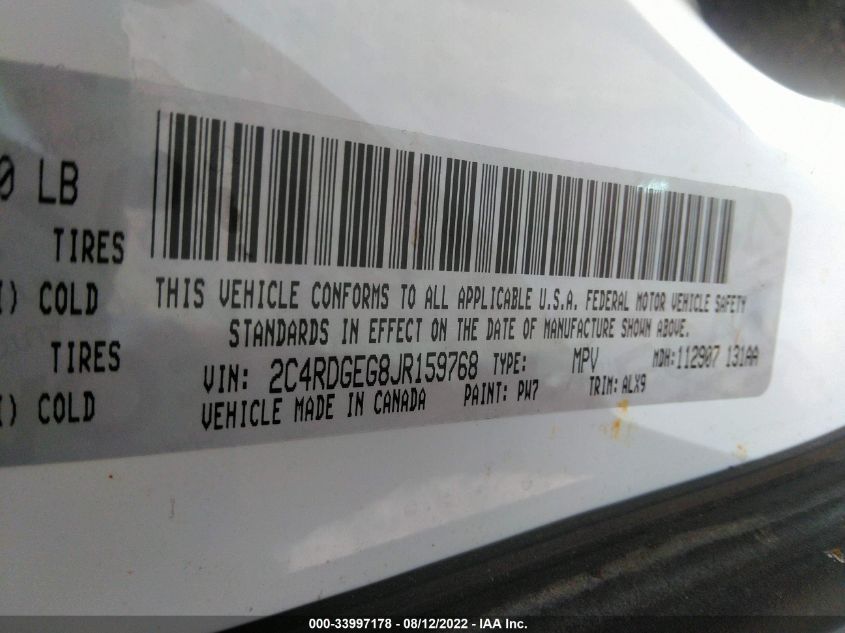 0 LB
TIRES
I) COLD
TIRES
I) COLD
THIS VEHICLE CONFORMS TO ALL APPLICABLE U.S.A. FEDERAL MOTOR VEHICLE SAFETY
STANDARDS IN EFFECT ON THE DATE OF MANUFACTURE SHOWN ABOVE.
VIN: 2C4RDGEG8JR159768 TYPE: MPV MDH:112907 131AA
VEHICLE MADE IN CANADA PAINT: PW7 TRIM:ALX9
000-33997178 - 08/12/2022 - IAA Inc.